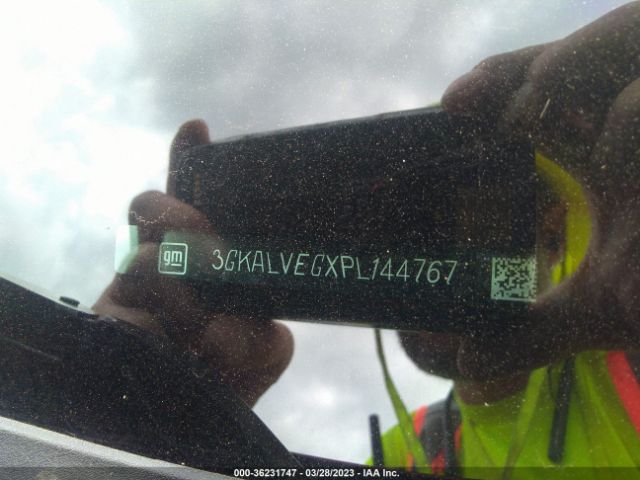 gm 3GKALVEGXPL144767
000-36231747 - 03/28/2023 - IAA Inc.